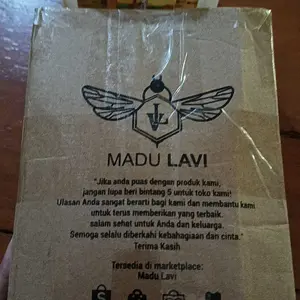 LV
MADU LAVI
"Jika anda puas dengan produk kami,
jangan lupa beri bintang 5 untuk toko kami!
Ulasan Anda sangat berarti bagi kami dan membantu kami
untuk terus memberikan yang terbaik.
salam sehat untuk Anda dan keluarga.
Semoga selalu diberkahi kebahagiaan dan cinta."
Terima Kasih
Tersedia di marketplace:
Madu Lavi